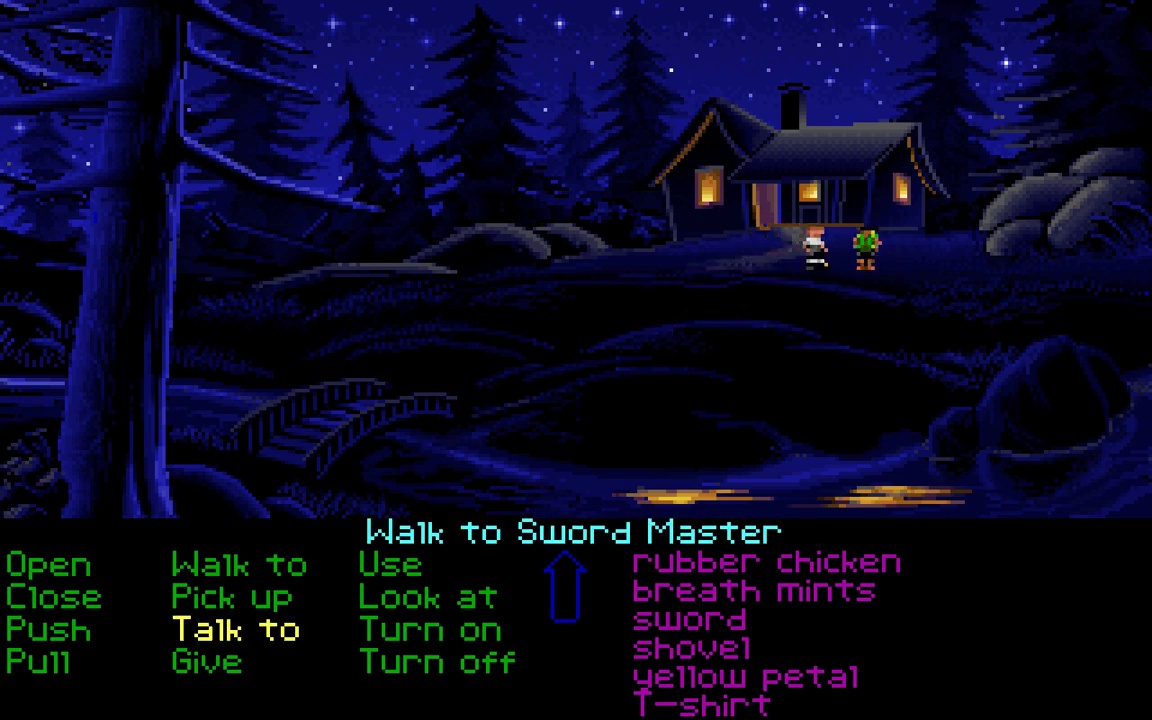 Walk to Sword Master
Open Walk to Use
Close Pick up Look at
Push Talk to Turn on
Pull Give Turn off
rubber chicken
breath mints
sword
shovel
yellow petal
T-shirt